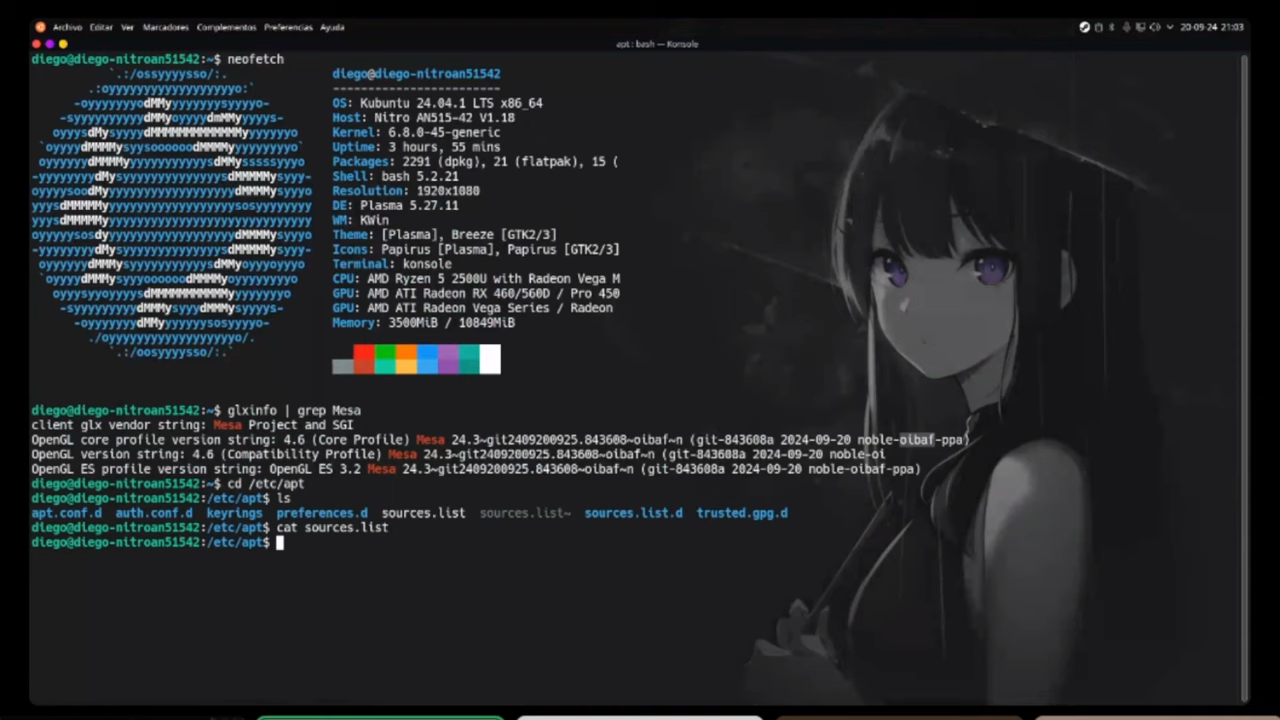 Archivo Editar Ver Marcadores Complementos Preferencias Ayuda
20-09-24 21:03
apt : bash — Konsole
diego@diego-nitroan51542:~$ neofetch
diego@diego-nitroan51542
------------------------
OS: Kubuntu 24.04.1 LTS x86_64
Host: Nitro AN515-42 V1.18
Kernel: 6.8.0-45-generic
Uptime: 3 hours, 55 mins
Packages: 2291 (dpkg), 21 (flatpak), 15 (
Shell: bash 5.2.21
Resolution: 1920x1080
DE: Plasma 5.27.11
WM: KWin
Theme: [Plasma], Breeze [GTK2/3]
Icons: Papirus [Plasma], Papirus [GTK2/3]
Terminal: konsole
CPU: AMD Ryzen 5 2500U with Radeon Vega M
GPU: AMD ATI Radeon RX 460/560D / Pro 450
GPU: AMD ATI Radeon Vega Series / Radeon
Memory: 3500MiB / 10849MiB
diego@diego-nitroan51542:~$ glxinfo | grep Mesa
client glx vendor string: Mesa Project and SGI
OpenGL core profile version string: 4.6 (Core Profile) Mesa 24.3~git2409200925.843608~oibaf~n (git-843608a 2024-09-20 noble-oibaf-ppa)
OpenGL version string: 4.6 (Compatibility Profile) Mesa 24.3~git2409200925.843608~oibaf~n (git-843608a 2024-09-20 noble-oi
OpenGL ES profile version string: OpenGL ES 3.2 Mesa 24.3~git2409200925.843608~oibaf~n (git-843608a 2024-09-20 noble-oibaf-ppa)
diego@diego-nitroan51542:~$ cd /etc/apt
diego@diego-nitroan51542:/etc/apt$ ls
apt.conf.d auth.conf.d keyrings preferences.d sources.list sources.list~ sources.list.d trusted.gpg.d
diego@diego-nitroan51542:/etc/apt$ cat sources.list
diego@diego-nitroan51542:/etc/apt$